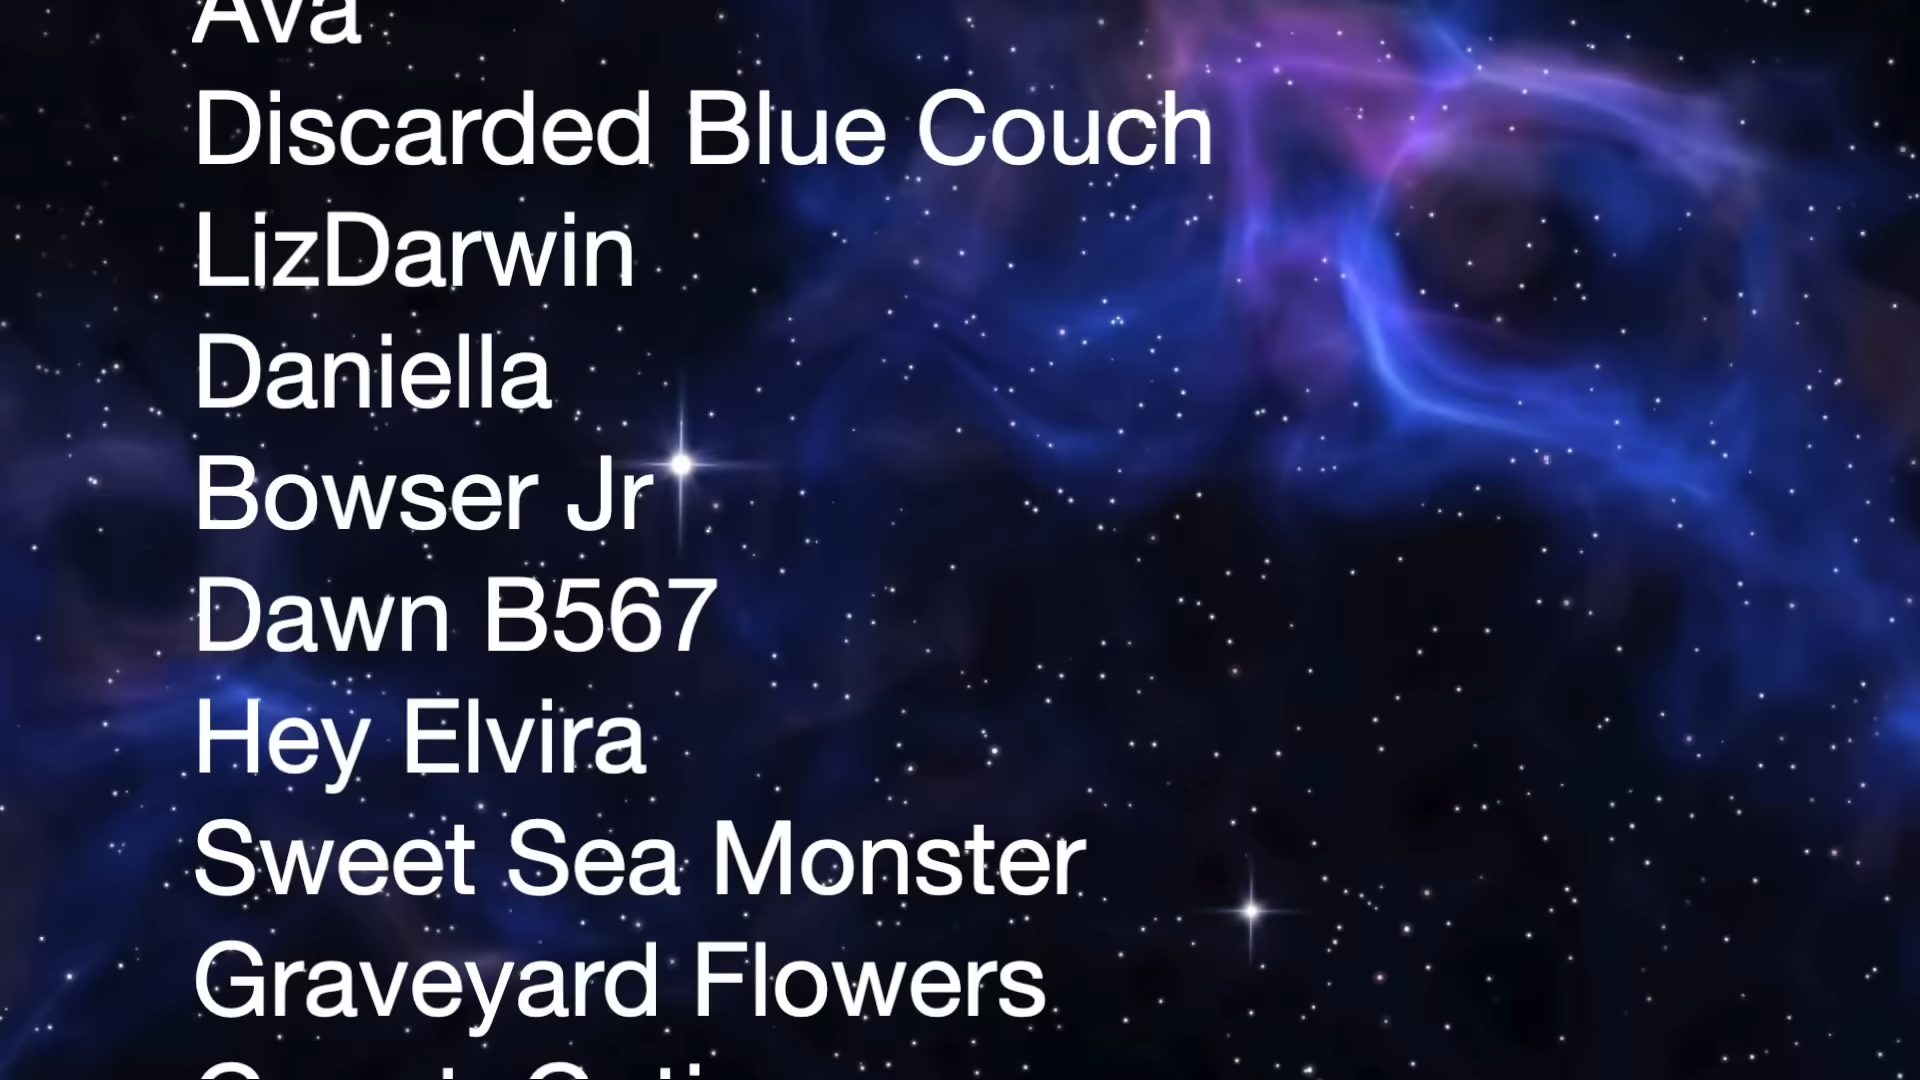 Ava
Discarded Blue Couch
LizDarwin
Daniella
Bowser Jr
Dawn B567
Hey Elvira
Sweet Sea Monster
Graveyard Flowers